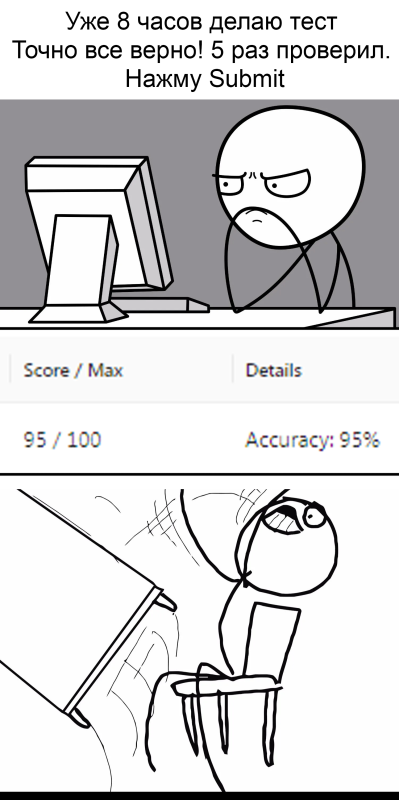 Уже 8 часов делаю тест
Точно все верно! 5 раз проверил.
Нажму Submit
Score / Max Details
95 / 100 Accuracy: 95%